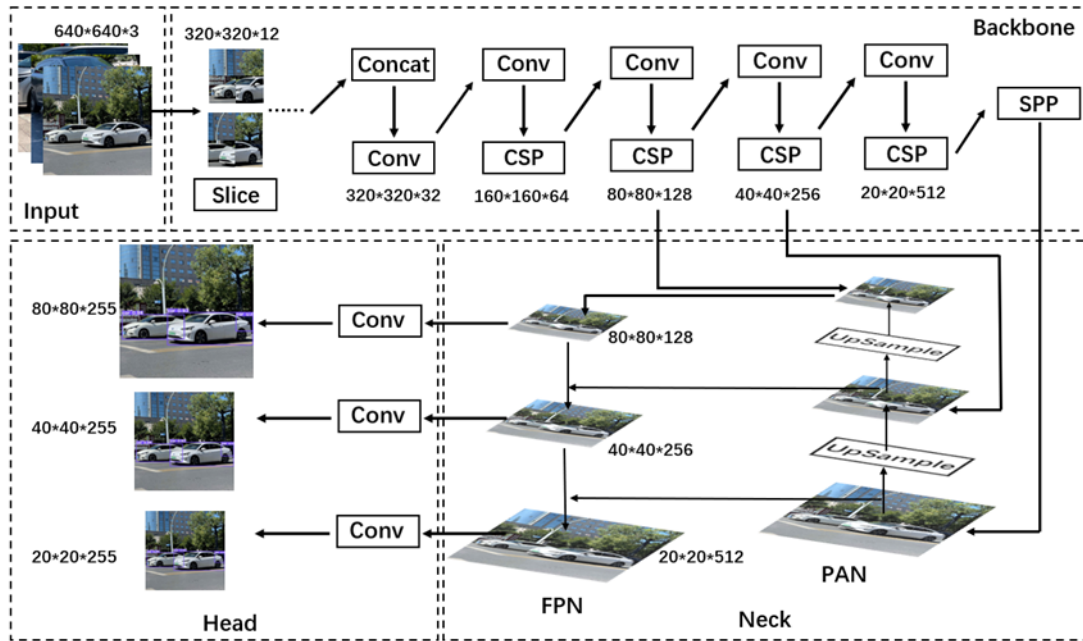 640*640*3
320*320*12
Backbone
Concat
Conv
Conv
Conv
Conv
SPP
Conv
CSP
CSP
CSP
CSP
Slice
320*320*32
160*160*64
80*80*128
40*40*256
20*20*512
Input
80*80*255
Conv
80*80*128
UpSample
40*40*255
Conv
40*40*256
UpSample
20*20*255
Conv
20*20*512
PAN
FPN
Head
Neck